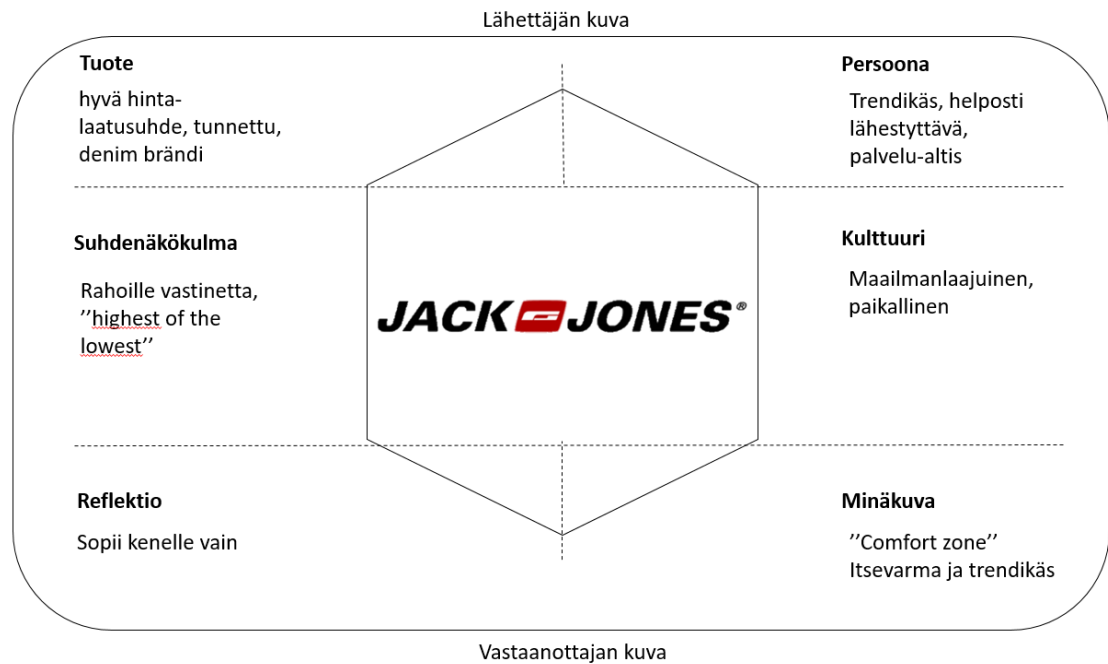 Lähettäjän kuva
Tuote
hyvä hinta-
laatusuhde, tunnettu,
denim brändi
Persoona
Trendikäs, helposti
lähestyttävä,
palvelu-altis
Suhdenäkökulma
Rahoille vastinetta,
’’highest of the
lowest’’
JACK JONES®
Kulttuuri
Maailmanlaajuinen,
paikallinen
Reflektio
Sopii kenelle vain
Minäkuva
’’Comfort zone’’
Itsevarma ja trendikäs
Vastaanottajan kuva